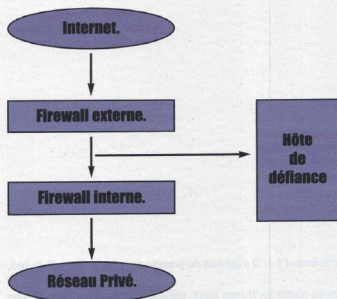 Internet.
Firewall externe.
Hôte
de
défiance
Firewall interne.
Réseau Privé.